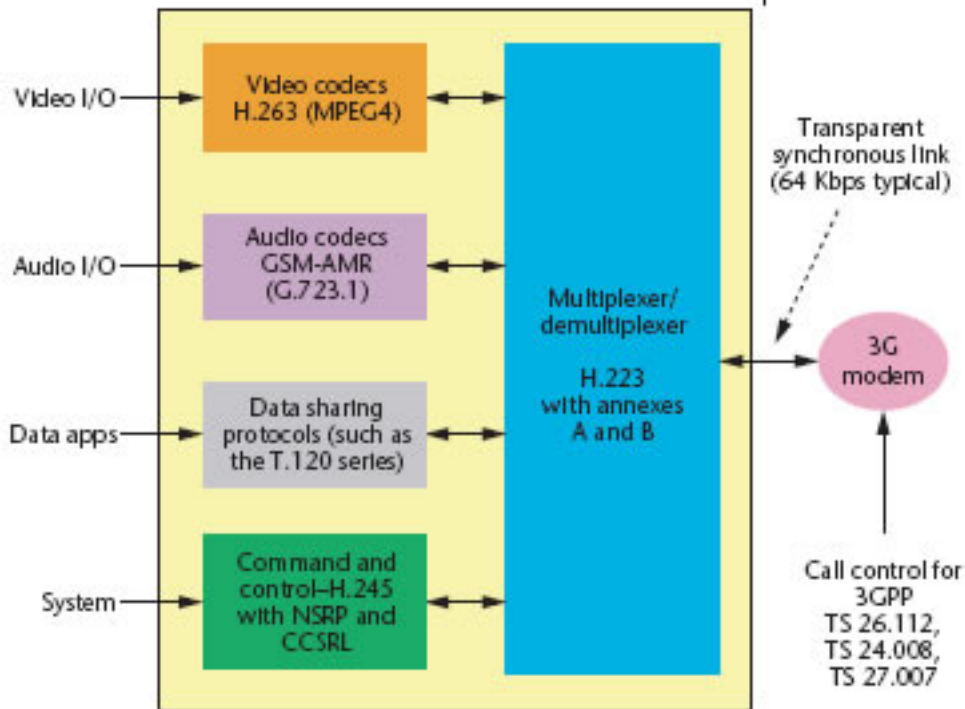 Video I/O
Video codecs
H.263 (MPEG4)
Transparent
synchronous link
(64 Kbps typical)
Audio I/O
Audio codecs
GSM-AMR
(G.723.1)
Multiplexer/
demultiplexer
H.223
with annexes
A and B
3G
modem
Data apps
Data sharing
protocols (such as
the T.120 series)
System
Command and
control–H.245
with NSRP and
CCSRL
Call control for
3GPP
TS 26.112,
TS 24.008,
TS 27.007